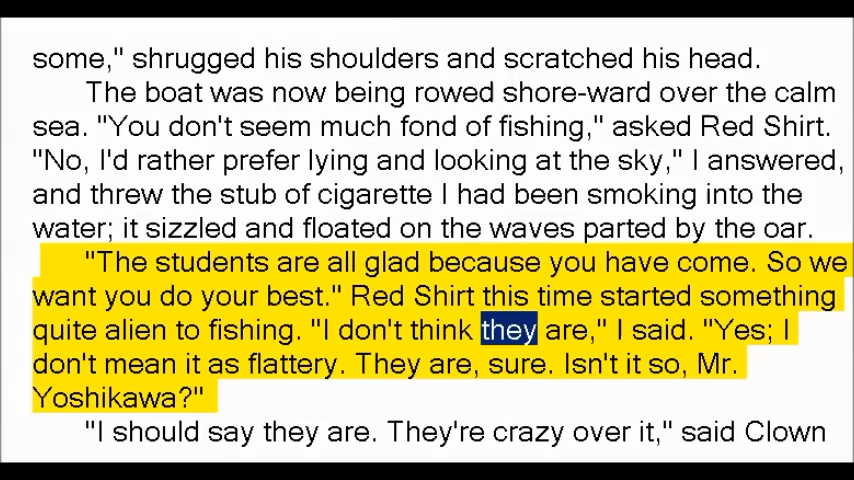 some," shrugged his shoulders and scratched his head.
The boat was now being rowed shore-ward over the calm
sea. "You don't seem much fond of fishing," asked Red Shirt.
"No, I'd rather prefer lying and looking at the sky," I answered,
and threw the stub of cigarette I had been smoking into the
water; it sizzled and floated on the waves parted by the oar.
"The students are all glad because you have come. So we
want you do your best." Red Shirt this time started something
quite alien to fishing. "I don't think they are," I said. "Yes; I
don't mean it as flattery. They are, sure. Isn't it so, Mr.
Yoshikawa?"
"I should say they are. They're crazy over it," said Clown